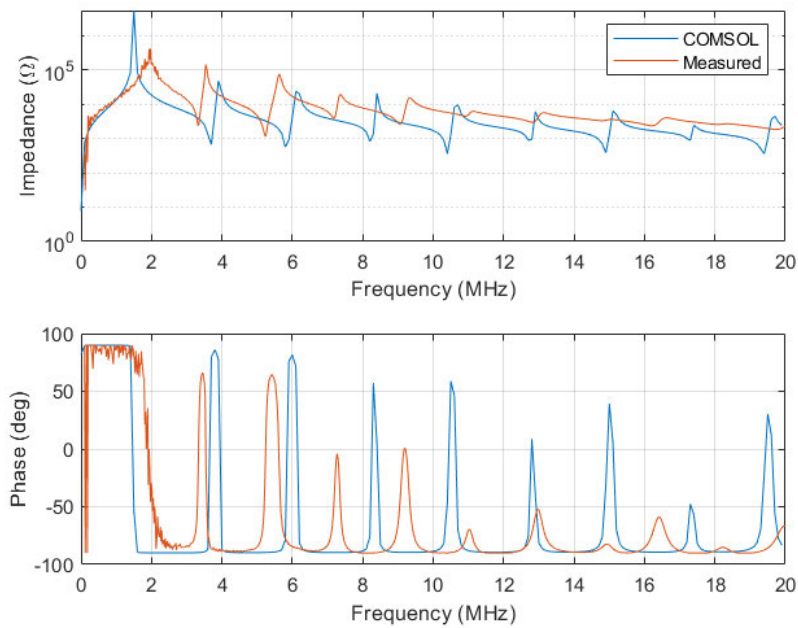 COMSOL
Measured
Impedance (Ω)
10^5
10^0
0 2 4 6 8 10 12 14 16 18 20
Frequency (MHz)
Phase (deg)
100
50
0
-50
-100
0 2 4 6 8 10 12 14 16 18 20
Frequency (MHz)